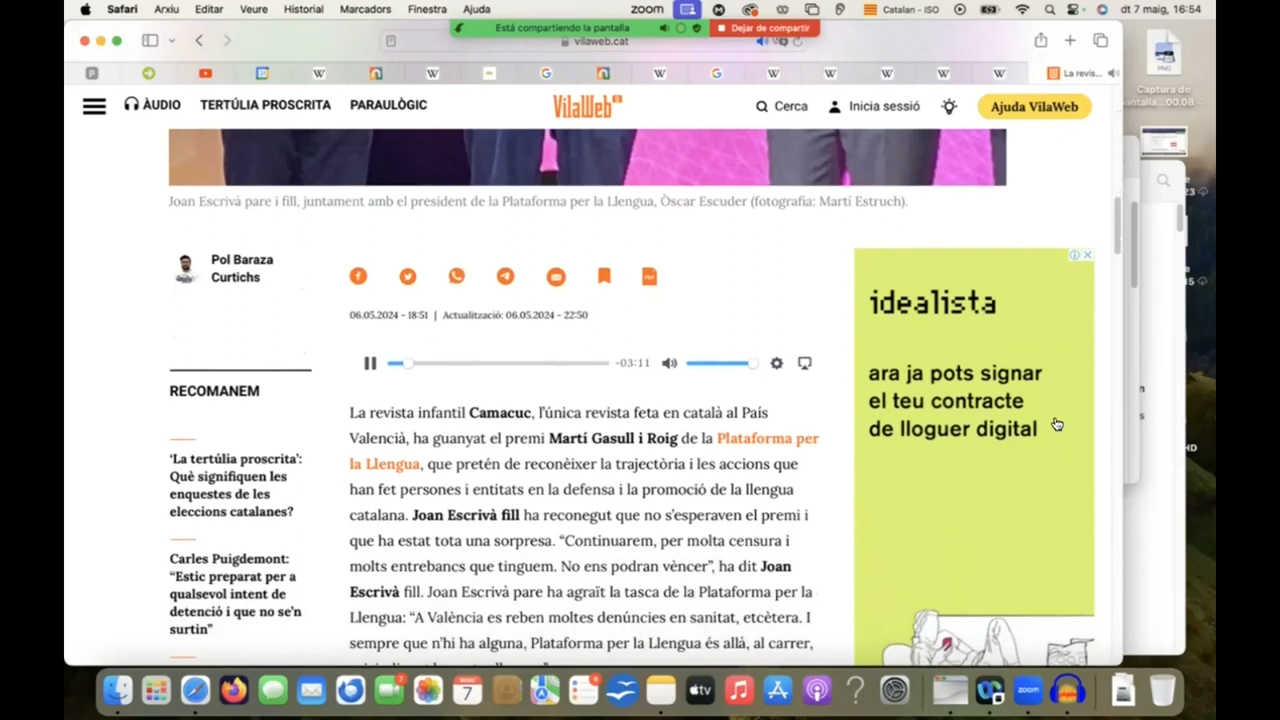 Safari Arxiu Editar Veure Historial Marcadors Finestra Ajuda zoom Catalan - ISO dt 7 maig, 16:54
Está compartiendo la pantalla Dejar de compartir
vilaweb.cat
La revis...
ÀUDIO TERTÚLIA PROSCRITA PARAULÒGIC VilaWeb Cerca Inicia sessió Ajuda VilaWeb
Captura de
pantalla...00.08
Joan Escrivà pare i fill, juntament amb el president de la Plataforma per la Llengua, Òscar Escuder (fotografia: Martí Estruch).
Pol Baraza
Curtichs
06.05.2024 - 18:51 | Actualització: 06.05.2024 - 22:50
-03:11
RECOMANEM
‘La tertúlia proscrita’:
Què signifiquen les
enquestes de les
eleccions catalanes?
Carles Puigdemont:
“Estic preparat per a
qualsevol intent de
detenció i que no se’n
surtin”
La revista infantil Camacuc, l’única revista feta en català al País
Valencià, ha guanyat el premi Martí Gasull i Roig de la Plataforma per
la Llengua, que pretén de reconèixer la trajectòria i les accions que
han fet persones i entitats en la defensa i la promoció de la llengua
catalana. Joan Escrivà fill ha reconegut que no s’esperaven el premi i
que ha estat tota una sorpresa. “Continuarem, per molta censura i
molts entrebancs que tinguem. No ens podran vèncer”, ha dit Joan
Escrivà fill. Joan Escrivà pare ha agraït la tasca de la Plataforma per la
Llengua: “A València es reben moltes denúncies en sanitat, etcètera. I
sempre que n’hi ha alguna, Plataforma per la Llengua és allà, al carrer,
idealista
ara ja pots signar
el teu contracte
de lloguer digital